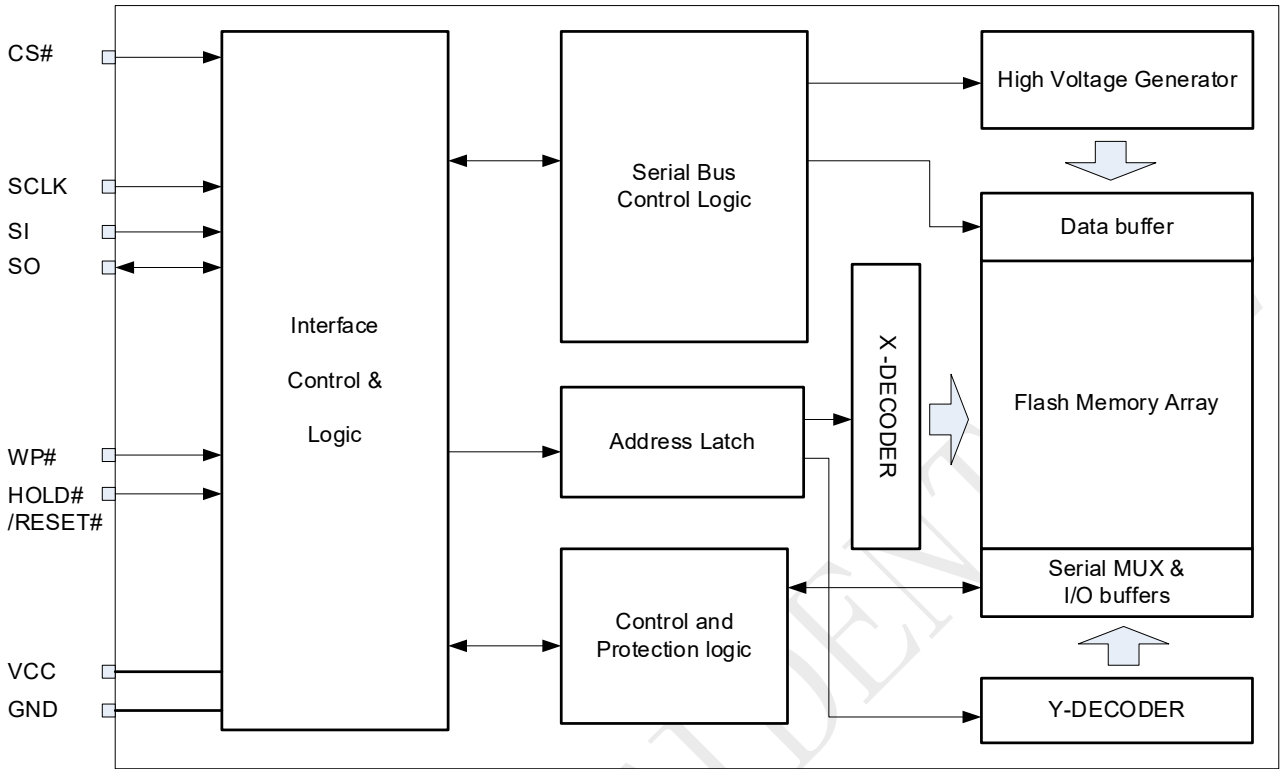 CS#
SCLK
SI
SO
WP#
HOLD#
/RESET#
VCC
GND
Interface
Control &
Logic
Serial Bus
Control Logic
Address Latch
Control and
Protection logic
X-DECODER
High Voltage Generator
Data buffer
Flash Memory Array
Serial MUX &
I/O buffers
Y-DECODER